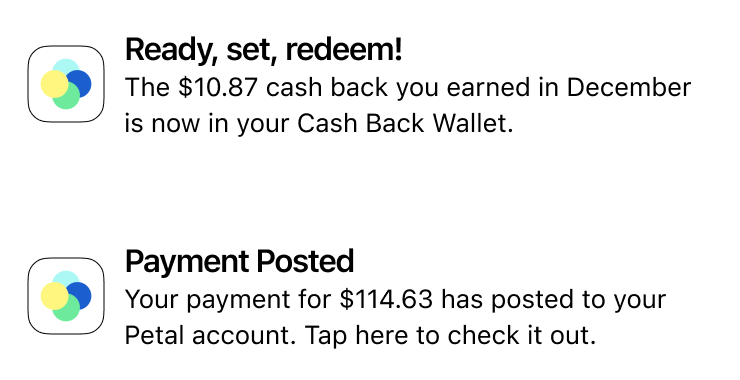 Ready, set, redeem!
The $10.87 cash back you earned in December
is now in your Cash Back Wallet.
Payment Posted
Your payment for $114.63 has posted to your
Petal account. Tap here to check it out.